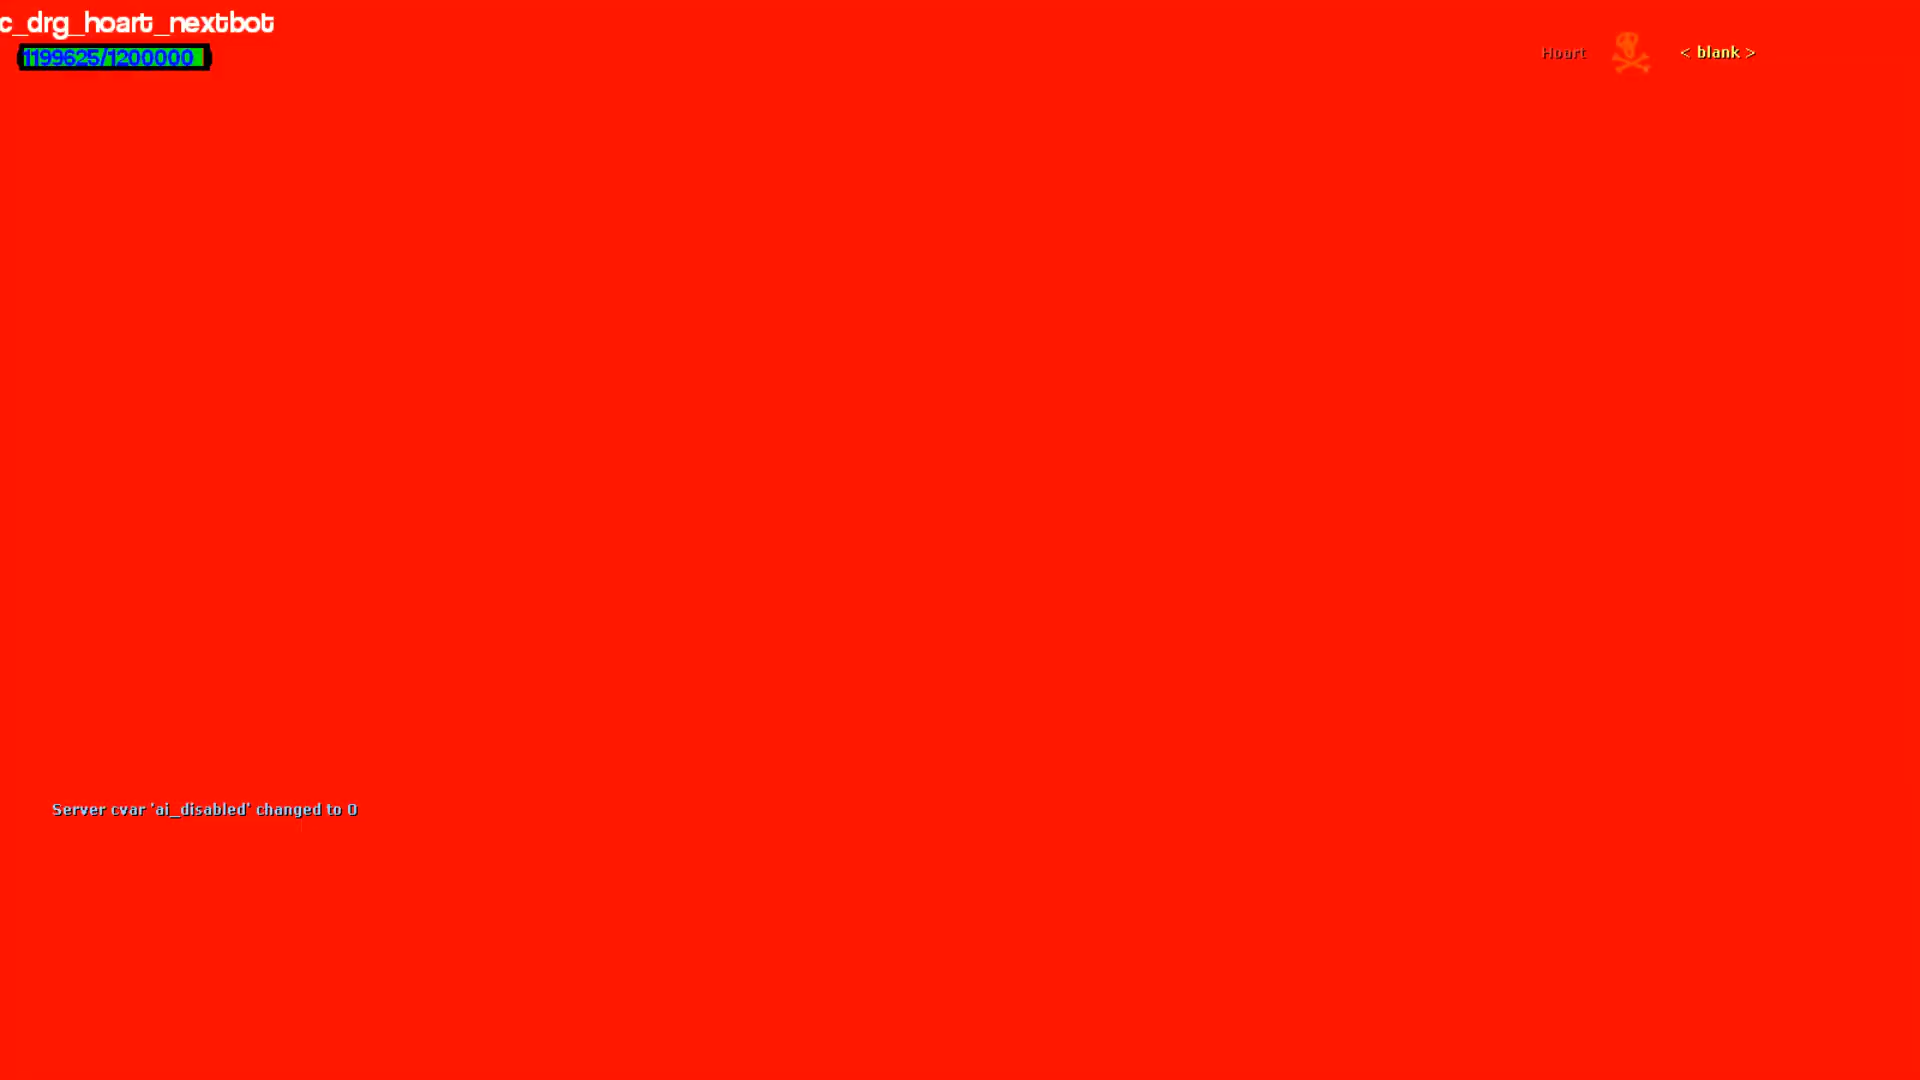 c_drg_hoart_nextbot
1199625/1200000
Hoart < blank >
Server cvar 'ai_disabled' changed to 0